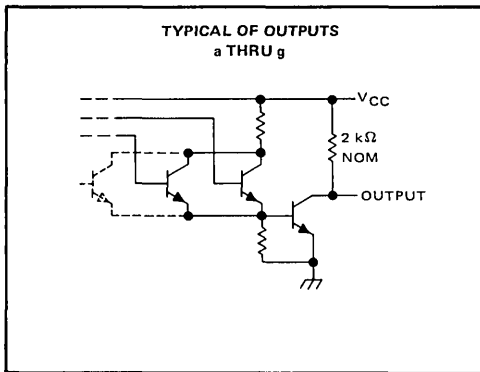 TYPICAL OF OUTPUTS
a THRU g
VCC
2 kΩ
NOM
OUTPUT